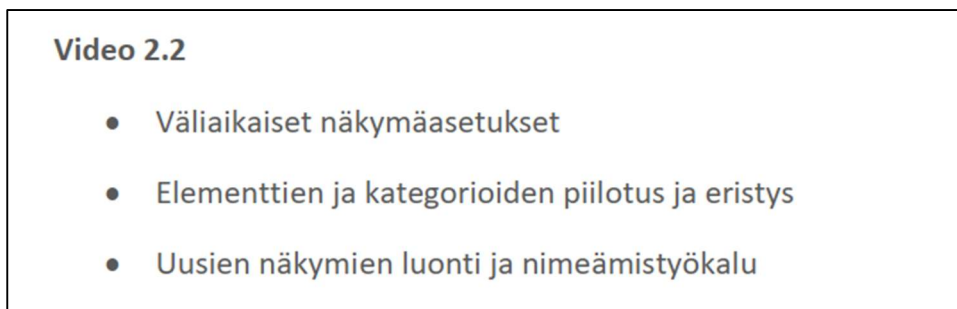 Video 2.2
● Väliaikaiset näkymäasetukset
● Elementtien ja kategorioiden piilotus ja eristys
● Uusien näkymien luonti ja nimeämistyökalu